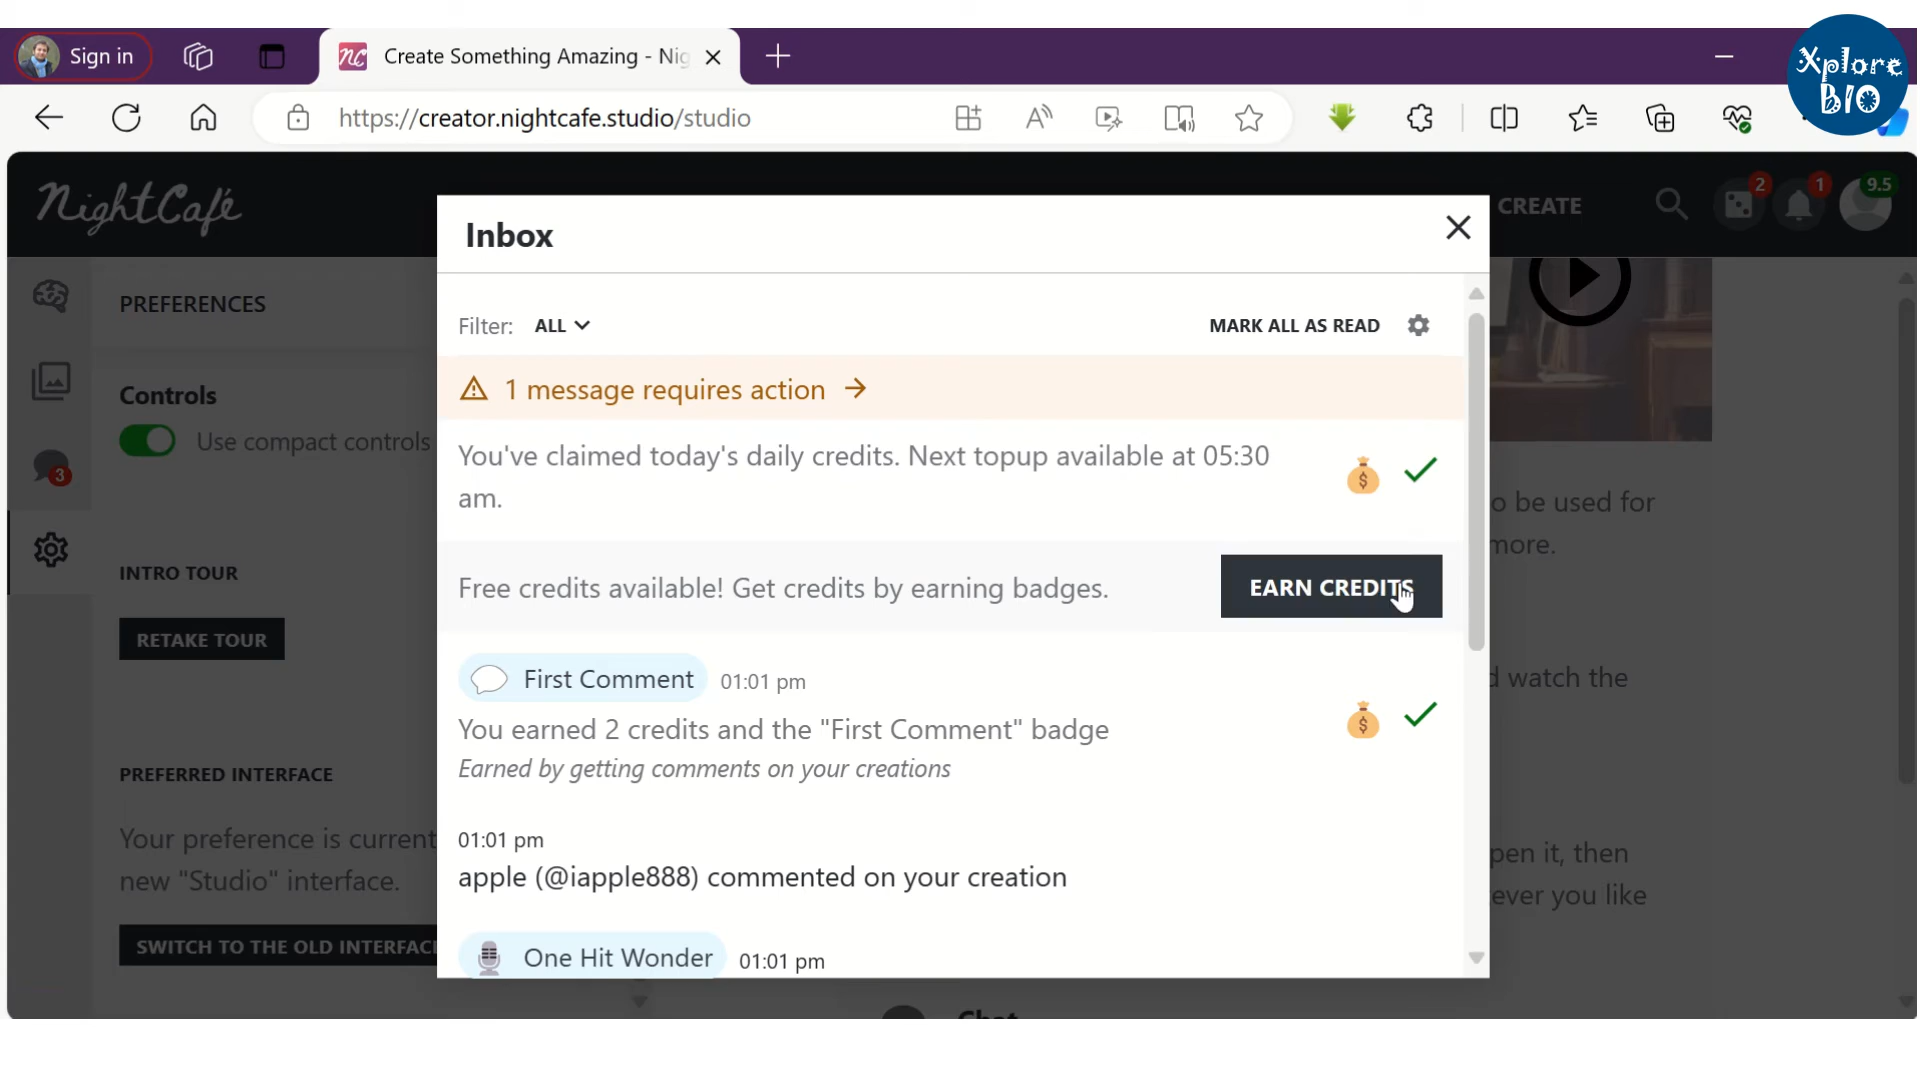 Sign in
Create Something Amazing - Nig
Xplore
BIO
https://creator.nightcafe.studio/studio
NightCafé
CREATE
2
1
9.5
Inbox
PREFERENCES
Filter: ALL
MARK ALL AS READ
Controls
1 message requires action
Use compact controls
3
You've claimed today's daily credits. Next topup available at 05:30
am.
o be used for
more.
Free credits available! Get credits by earning badges.
EARN CREDITS
INTRO TOUR
RETAKE TOUR
First Comment 01:01 pm
d watch the
You earned 2 credits and the "First Comment" badge
Earned by getting comments on your creations
PREFERRED INTERFACE
Your preference is current
new "Studio" interface.
01:01 pm
apple (@iapple888) commented on your creation
pen it, then
ever you like
SWITCH TO THE OLD INTERFAC
One Hit Wonder 01:01 pm
Chat